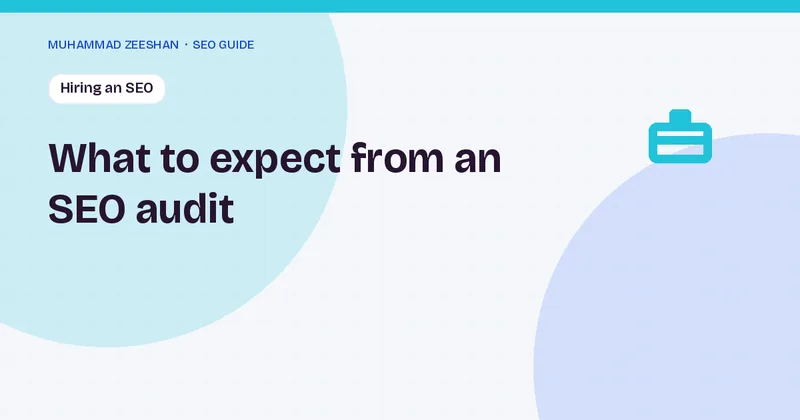 MUHAMMAD ZEESHAN · SEO GUIDE
Hiring an SEO
What to expect from an
SEO audit